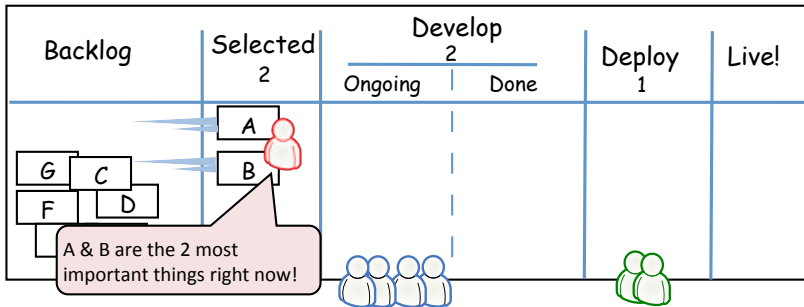 Backlog
Selected
2
Develop
2
Ongoing
Done
Deploy
1
Live!
A
B
G
C
F
D
A & B are the 2 most
important things right now!